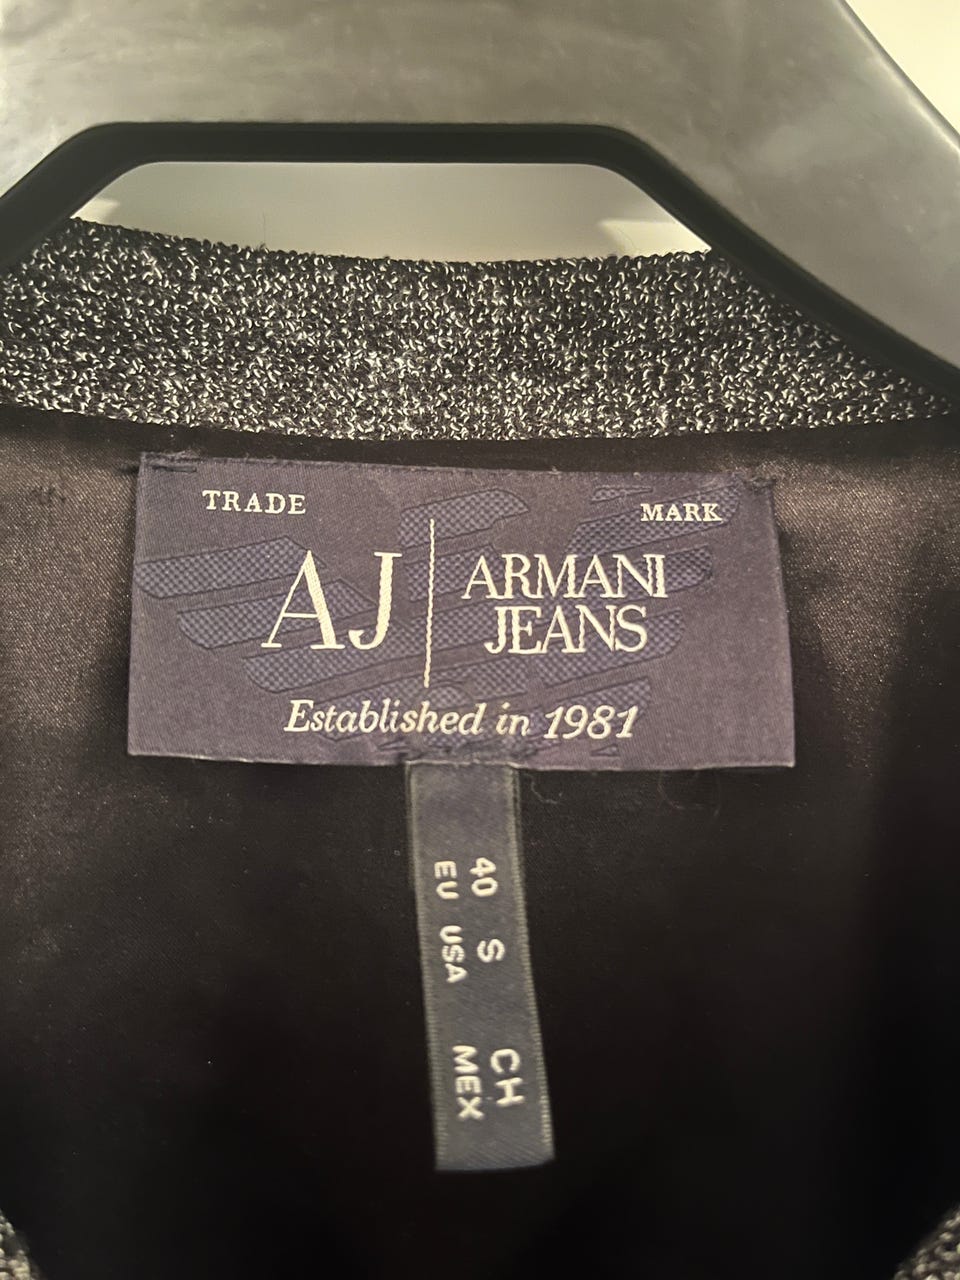 TRADE MARK
AJ ARMANI
JEANS
Established in 1981
40 S CH
EU USA MEX